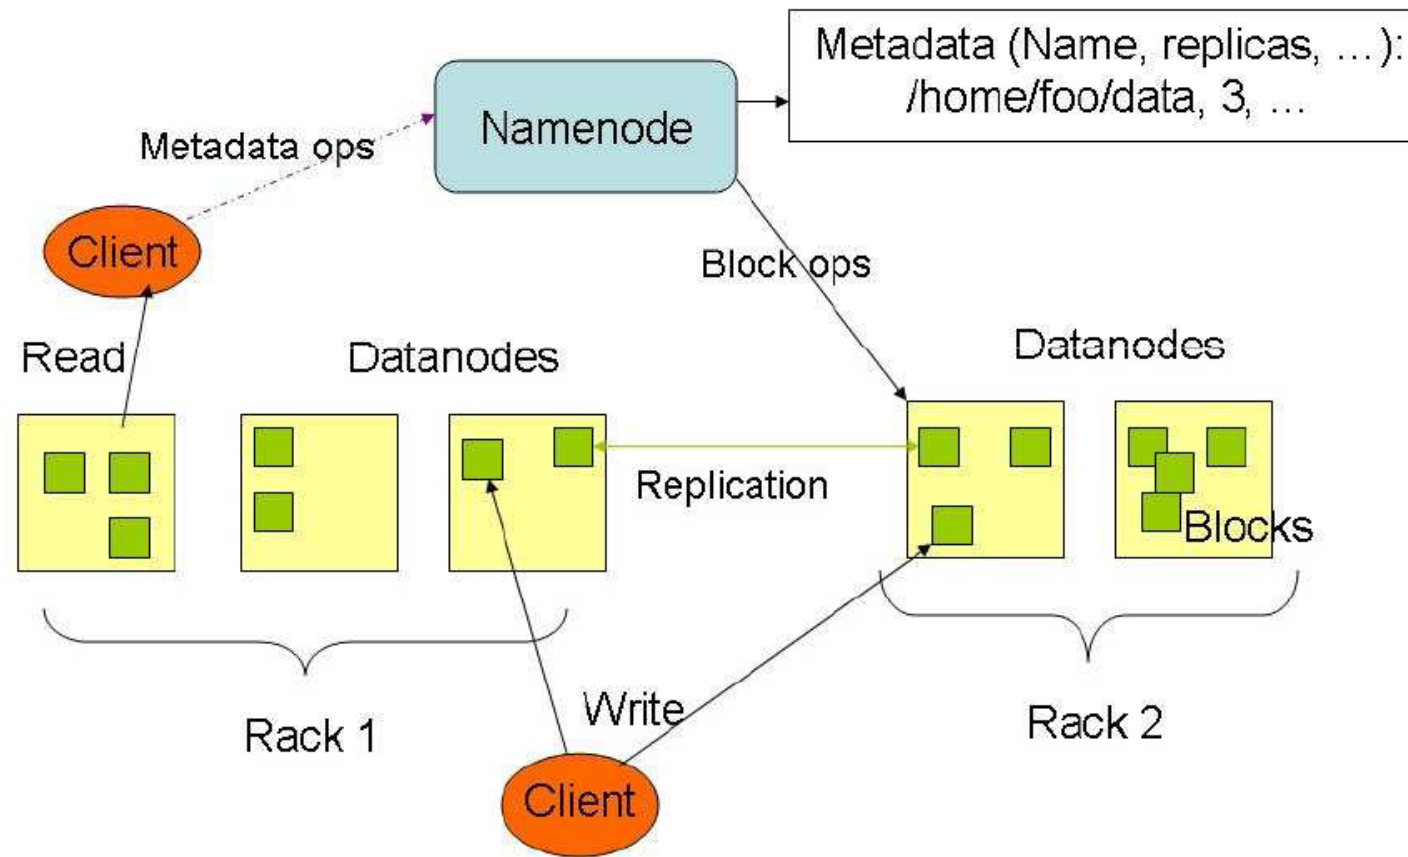 Metadata (Name, replicas, ...):
/home/foo/data, 3, ...
Namenode
Metadata ops
Client
Block ops
Read
Datanodes
Datanodes
Replication
Blocks
Rack 1
Write
Rack 2
Client